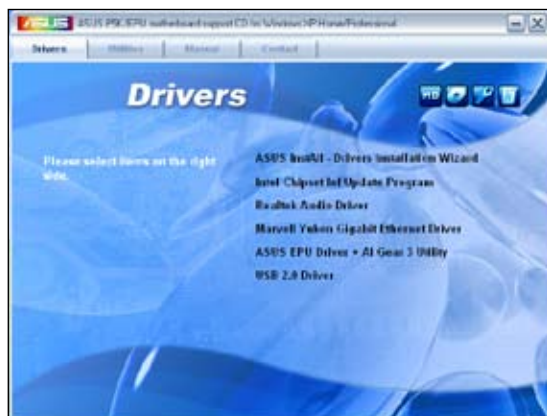 ASUS P5K/EPU motherboard support CD for Windows XP Home/Professional
Drivers Utilities Manual Contact
Drivers
Please select items on the right
side.
ASUS InstAll - Drivers Installation Wizard
Intel Chipset Inf Update Program
Realtek Audio Driver
Marvell Yukon Gigabit Ethernet Driver
ASUS EPU Driver + AI Gear 3 Utility
USB 2.0 Driver